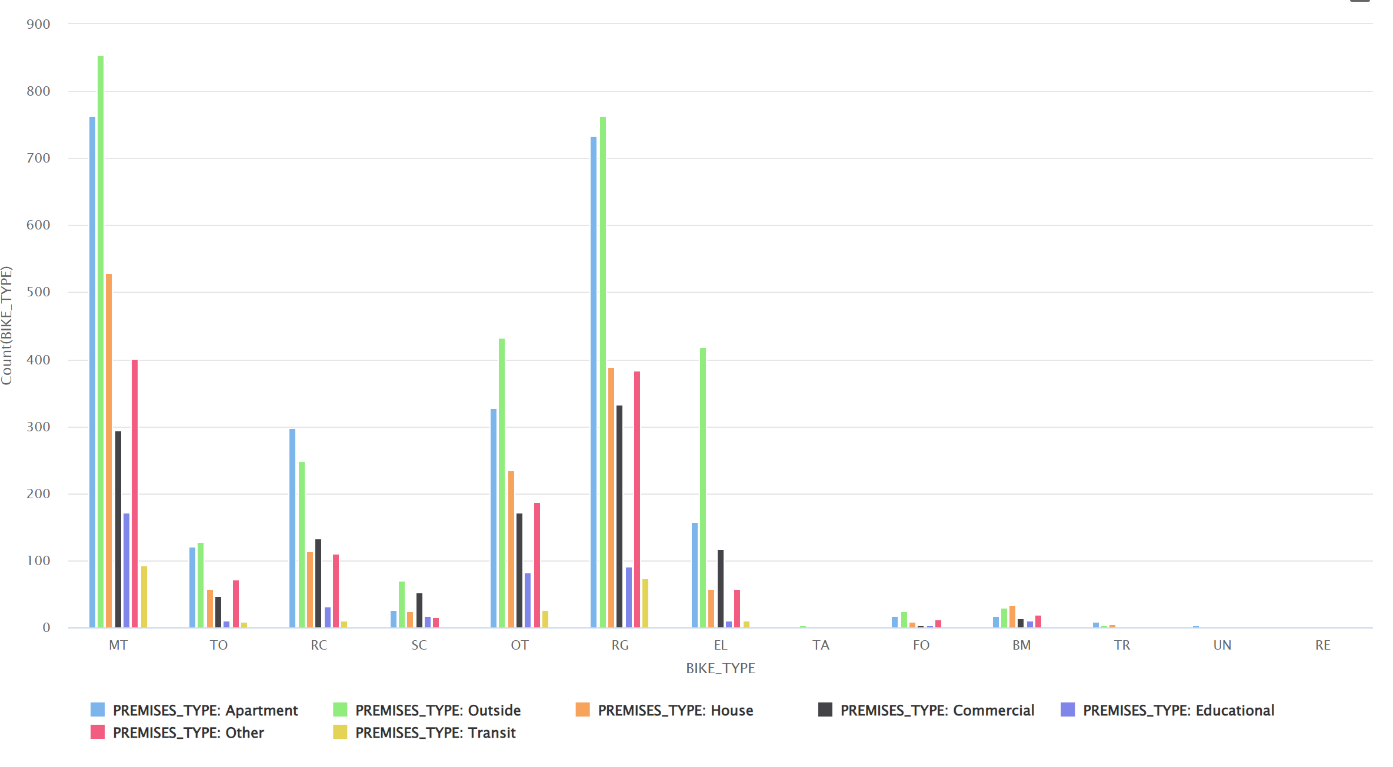 900
800
700
600
500
400
300
200
100
0
Count(BIKE_TYPE)
MT TO RC SC OT RG EL TA FO BM TR UN RE
BIKE_TYPE
PREMISES_TYPE: Apartment PREMISES_TYPE: Outside PREMISES_TYPE: House PREMISES_TYPE: Commercial PREMISES_TYPE: Educational
PREMISES_TYPE: Other PREMISES_TYPE: Transit